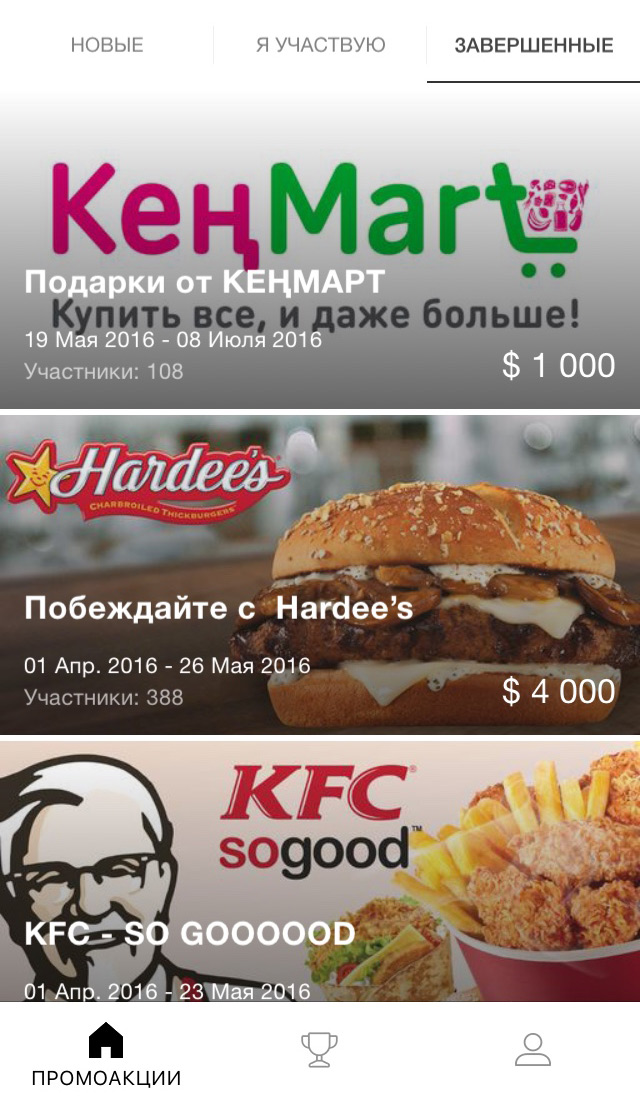 НОВЫЕ
Я УЧАСТВУЮ
ЗАВЕРШЕННЫЕ
КеңMart
Подарки от КЕҢМАРТ
Купить все, и даже больше!
19 Мая 2016 - 08 Июля 2016
Участники: 108
$ 1 000
Hardee's
CHARBROILED THICKBURGERS
Побеждайте с Hardee’s
01 Апр. 2016 - 26 Мая 2016
Участники: 388
$ 4 000
KFC®
sogood™
KFC - SO GOOOOOD
01 Апр. 2016 - 23 Мая 2016
ПРОМОАКЦИИ